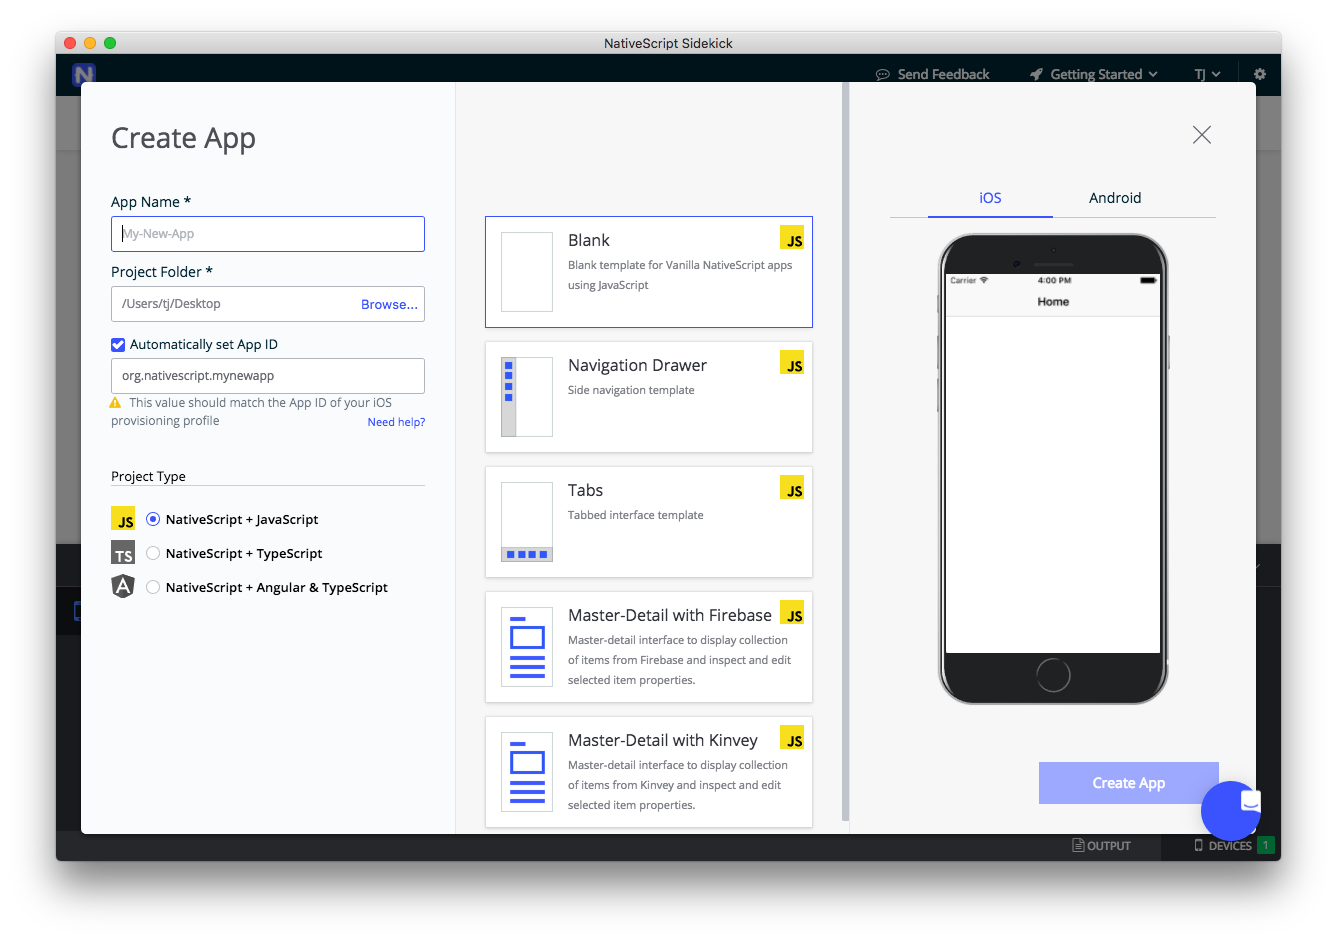 NativeScript Sidekick
N
Send Feedback
Getting Started
TJ
Create App
App Name *
My-New-App
Project Folder *
/Users/tj/Desktop
Browse...
Automatically set App ID
org.nativescript.mynewapp
This value should match the App ID of your iOS
provisioning profile
Need help?
Project Type
JS
NativeScript + JavaScript
TS
NativeScript + TypeScript
A
NativeScript + Angular & TypeScript
Blank
JS
Blank template for Vanilla NativeScript apps
using JavaScript
Navigation Drawer
JS
Side navigation template
Tabs
JS
Tabbed interface template
Master-Detail with Firebase
JS
Master-detail interface to display collection
of items from Firebase and inspect and edit
selected item properties.
Master-Detail with Kinvey
JS
Master-detail interface to display collection
of items from Kinvey and inspect and edit
selected item properties.
iOS
Android
Carrier
4:00 PM
Home
Create App
OUTPUT
DEVICES
1